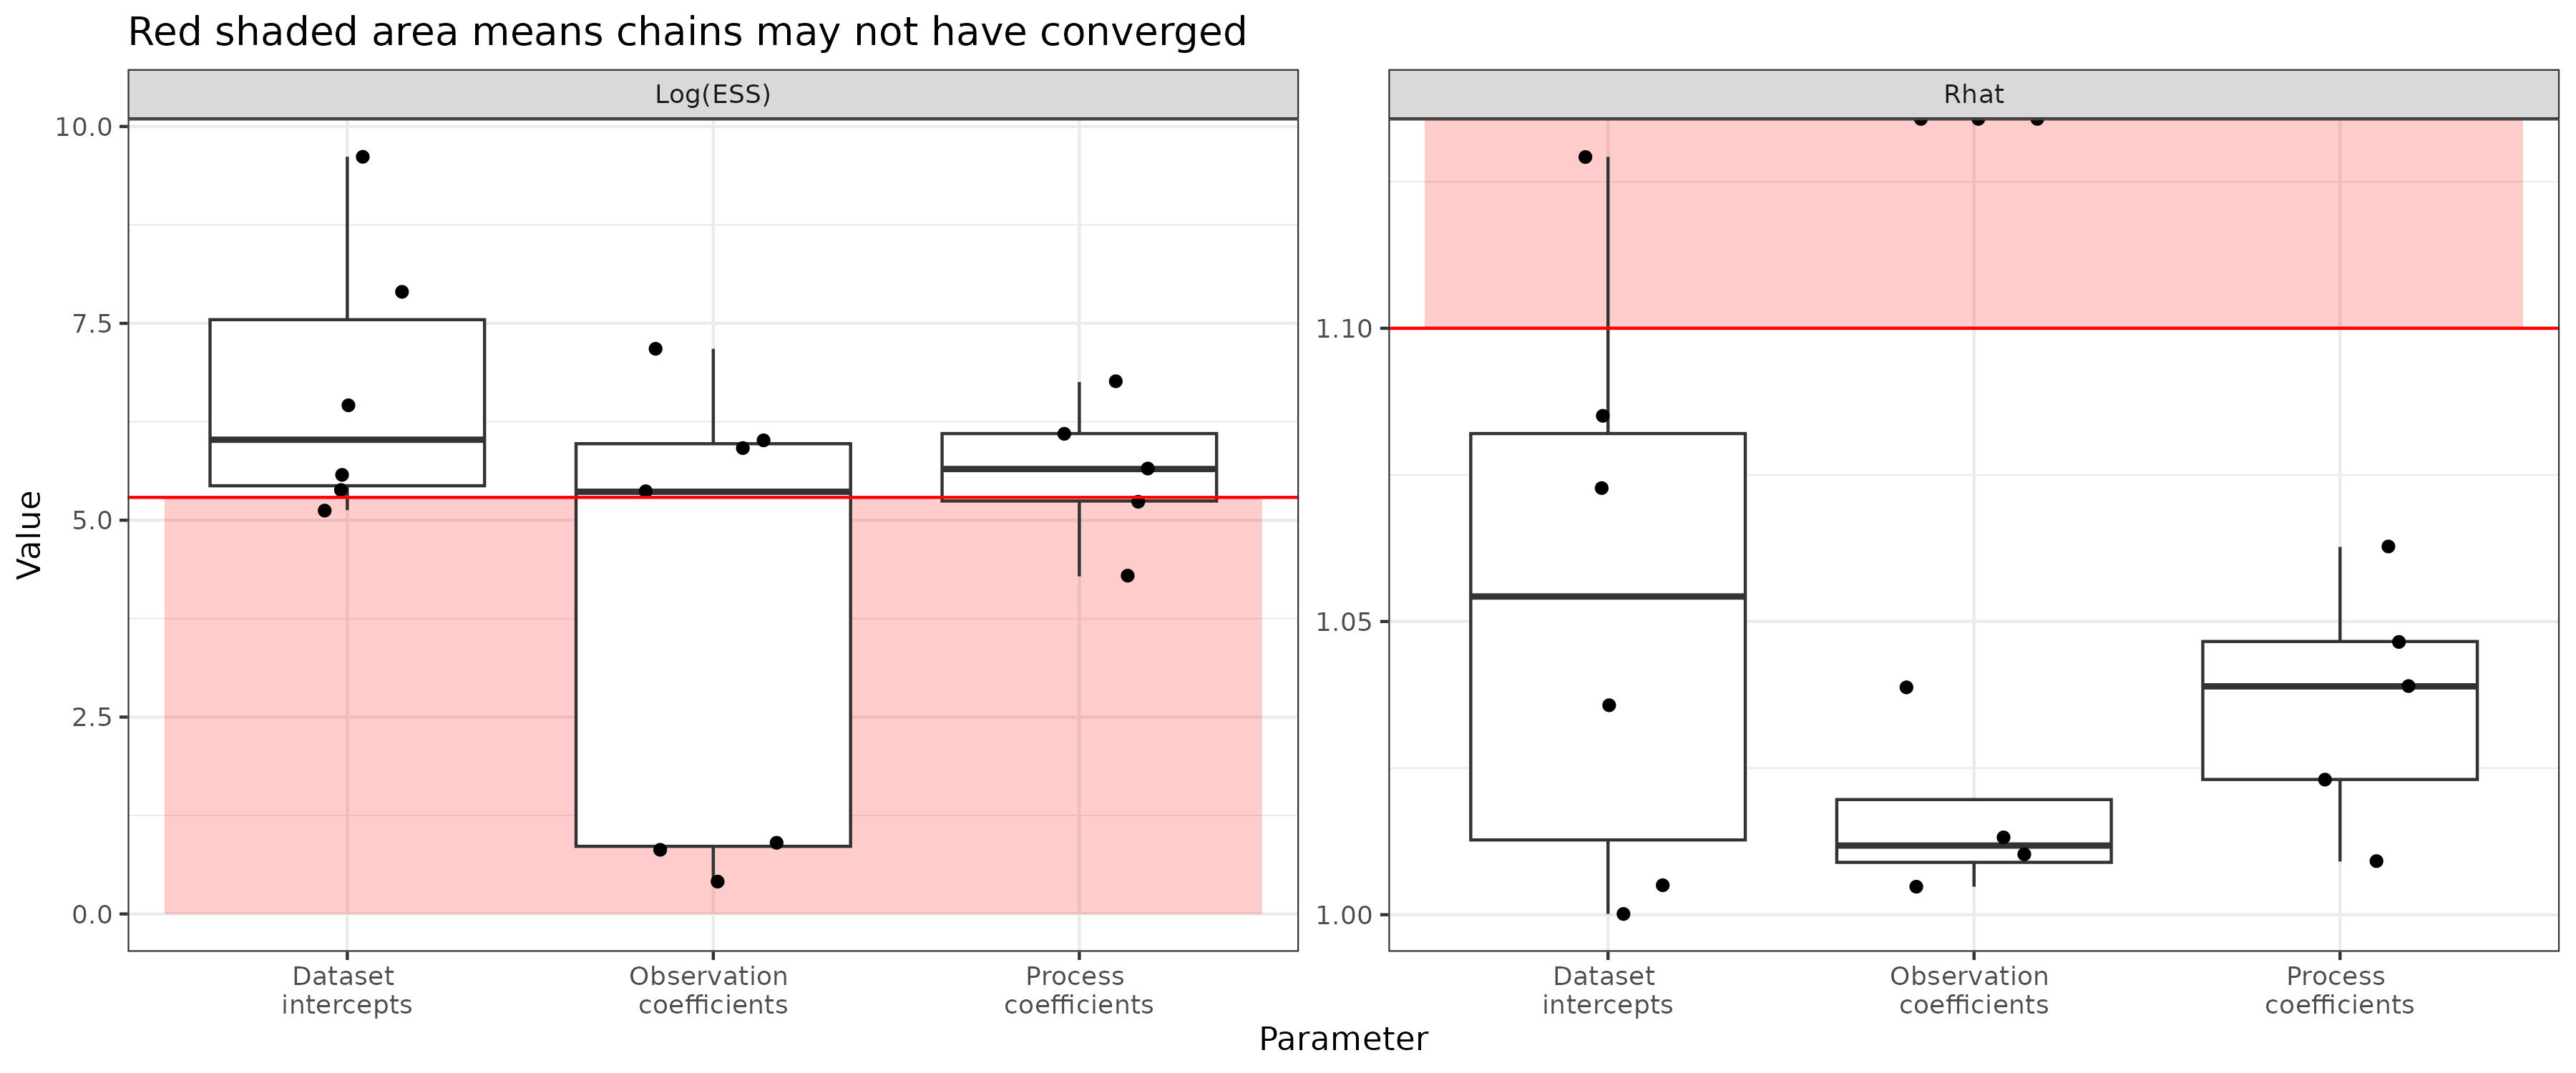 Red shaded area means chains may not have converged
Log(ESS)
Rhat
10.0
7.5
5.0
2.5
0.0
1.10
1.05
1.00
Value
Dataset
intercepts
Observation
coefficients
Process
coefficients
Dataset
intercepts
Observation
coefficients
Process
coefficients
Parameter